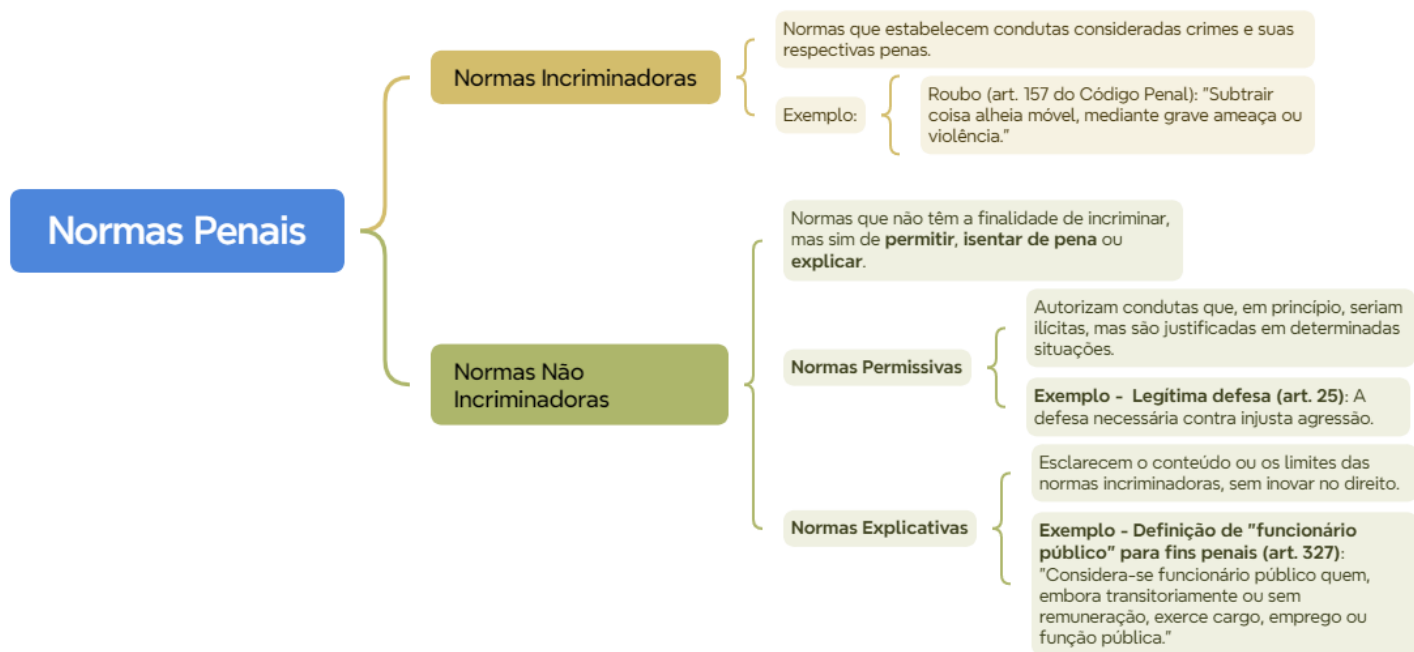 Normas Penais
Normas Incriminadoras
Normas que estabelecem condutas consideradas crimes e suas
respectivas penas.
Exemplo:
Roubo (art. 157 do Código Penal): "Subtrair
coisa alheia móvel, mediante grave ameaça ou
violência."
Normas Não
Incriminadoras
Normas que não têm a finalidade de incriminar,
mas sim de permitir, isentar de pena ou
explicar.
Normas Permissivas
Autorizam condutas que, em princípio, seriam
ilícitas, mas são justificadas em determinadas
situações.
Exemplo - Legítima defesa (art. 25): A
defesa necessária contra injusta agressão.
Normas Explicativas
Esclarecem o conteúdo ou os limites das
normas incriminadoras, sem inovar no direito.
Exemplo - Definição de "funcionário
público" para fins penais (art. 327):
"Considera-se funcionário público quem,
embora transitoriamente ou sem
remuneração, exerce cargo, emprego ou
função pública."